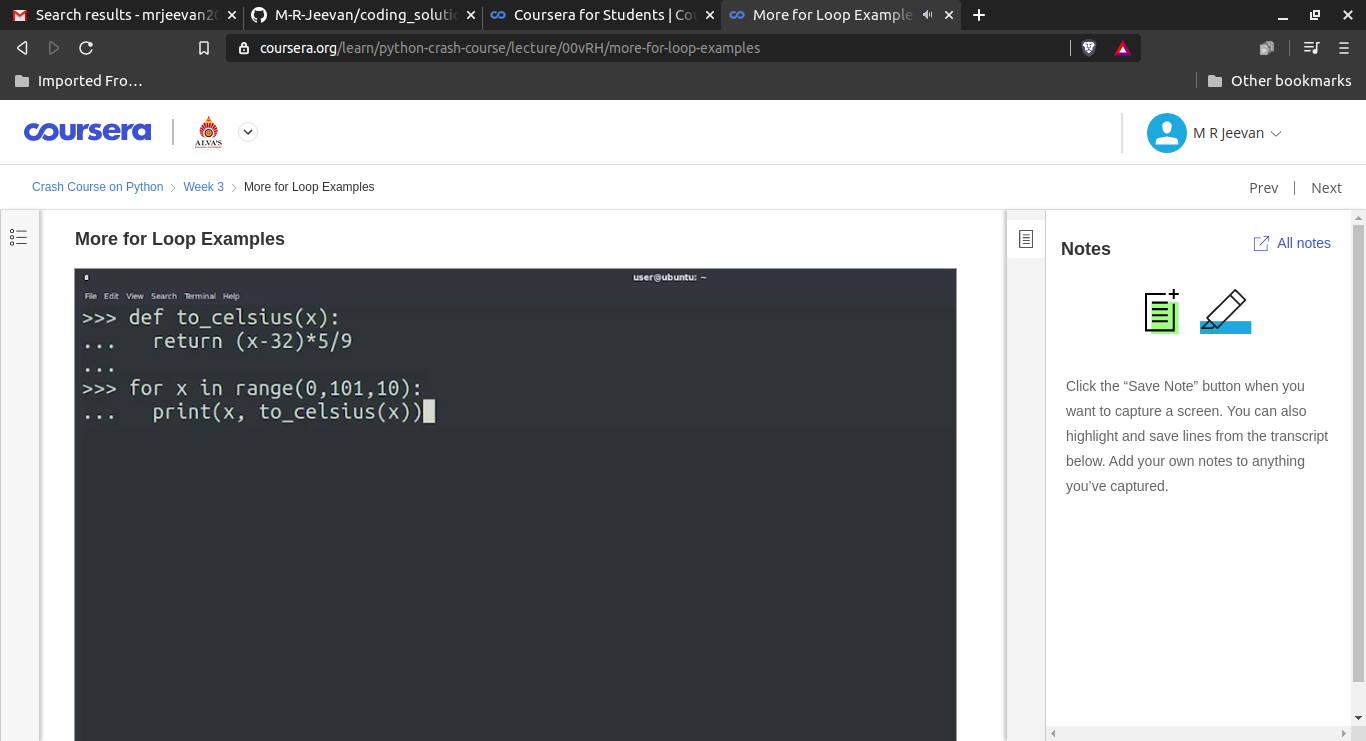 Search results - mrjeevan20
M-R-Jeevan/coding_solutio
Coursera for Students | Cou
More for Loop Example
coursera.org/learn/python-crash-course/lecture/00vRH/more-for-loop-examples
Imported Fro…
Other bookmarks
coursera
ALVA'S
M R Jeevan
Crash Course on Python
Week 3
More for Loop Examples
Prev | Next
More for Loop Examples
Notes
All notes
user@ubuntu: ~
File Edit View Search Terminal Help
>>> def to_celsius(x):
...   return (x-32)*5/9
...
>>> for x in range(0,101,10):
...   print(x, to_celsius(x))
Click the “Save Note” button when you
want to capture a screen. You can also
highlight and save lines from the transcript
below. Add your own notes to anything
you’ve captured.